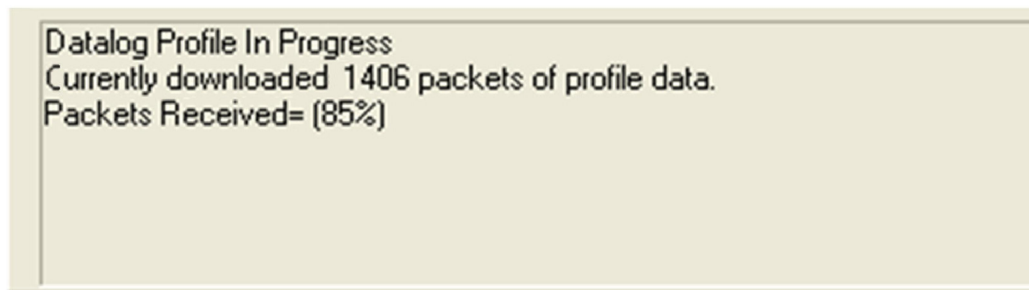 Datalog Profile In Progress
Currently downloaded  1406 packets of profile data.
Packets Received= (85%)